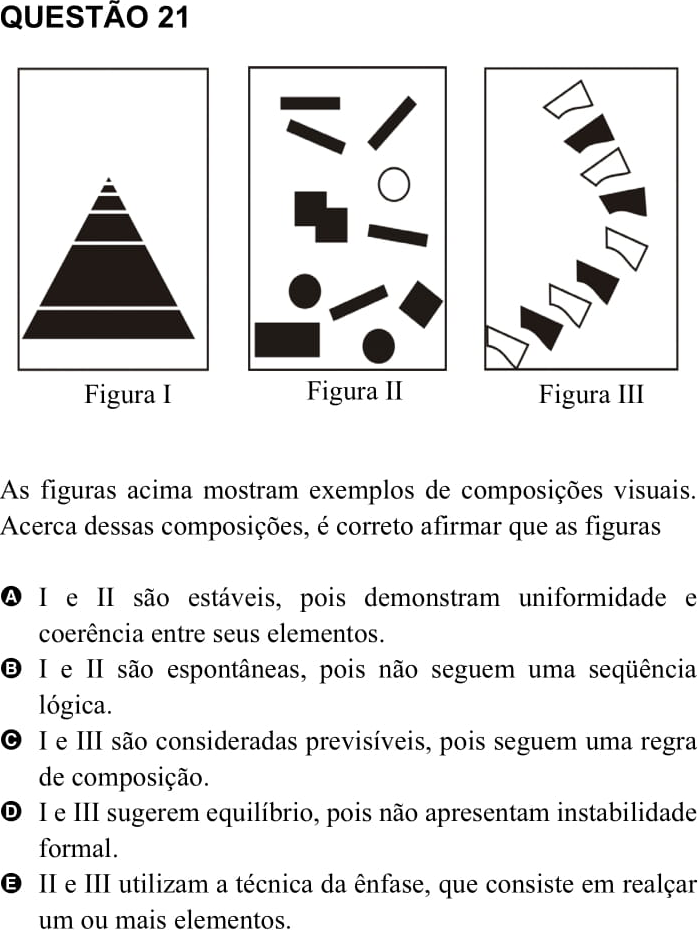 QUESTÃO 21
Figura I
Figura II
Figura III
As figuras acima mostram exemplos de composições visuais.
Acerca dessas composições, é correto afirmar que as figuras
A I e II são estáveis, pois demonstram uniformidade e
coerência entre seus elementos.
B I e II são espontâneas, pois não seguem uma seqüência
lógica.
C I e III são consideradas previsíveis, pois seguem uma regra
de composição.
D I e III sugerem equilíbrio, pois não apresentam instabilidade
formal.
E II e III utilizam a técnica da ênfase, que consiste em realçar
um ou mais elementos.